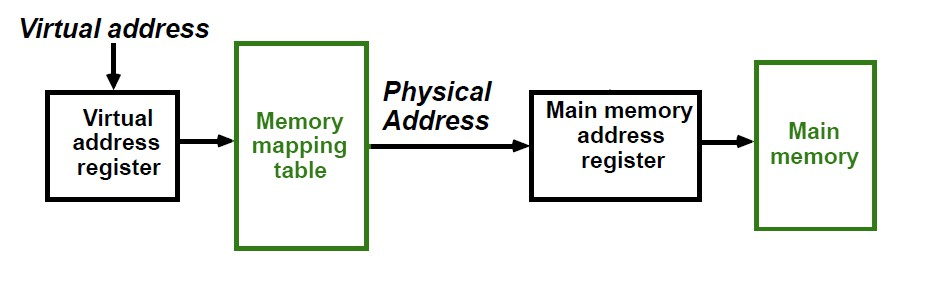 Virtual address
Virtual
address
register
Memory
mapping
table
Physical
Address
Main memory
address
register
Main
memory